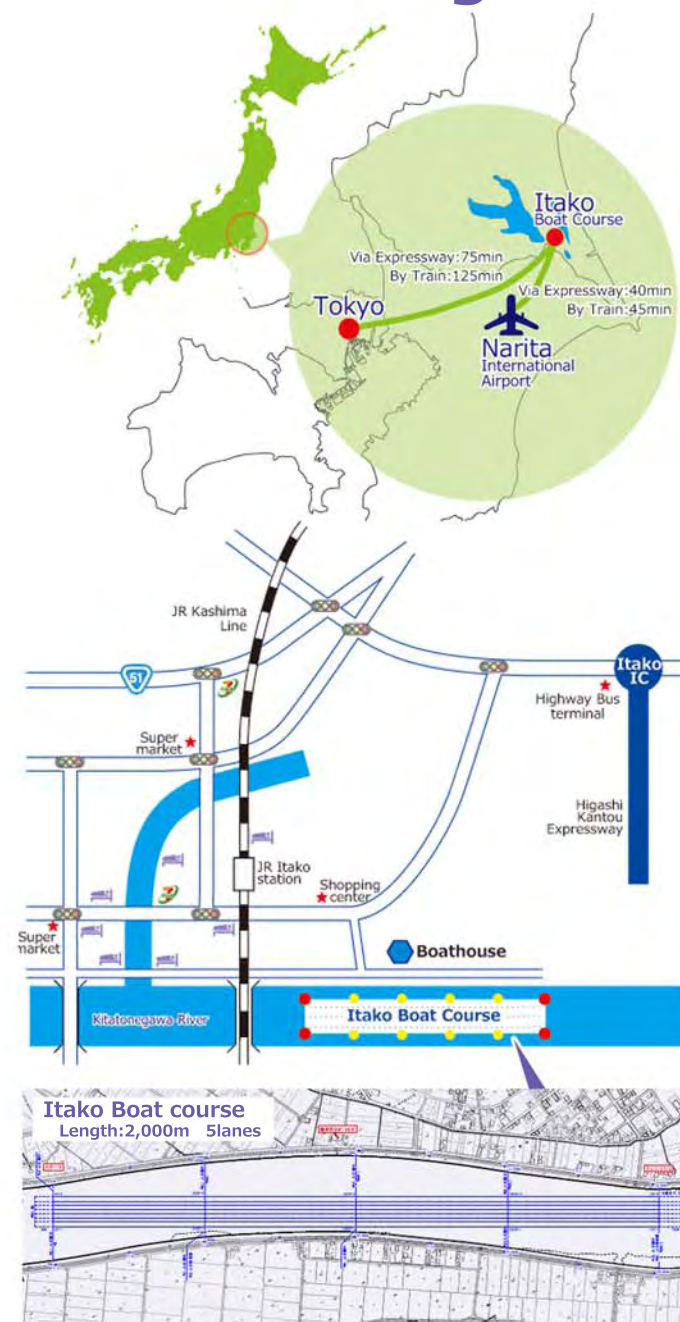 Itako
Boat Course
Via Expressway:75min
By Train:125min
Via Expressway:40min
By Train:45min
Tokyo
Narita
International
Airport
JR Kashima
Line
51
Itako
IC
Highway Bus
terminal
Super
market
Higashi
Kantou
Expressway
JR Itako
station
Shopping
center
Super
market
Boathouse
Kitatonegawa River
Itako Boat Course
Itako Boat course
Length:2,000m 5lanes